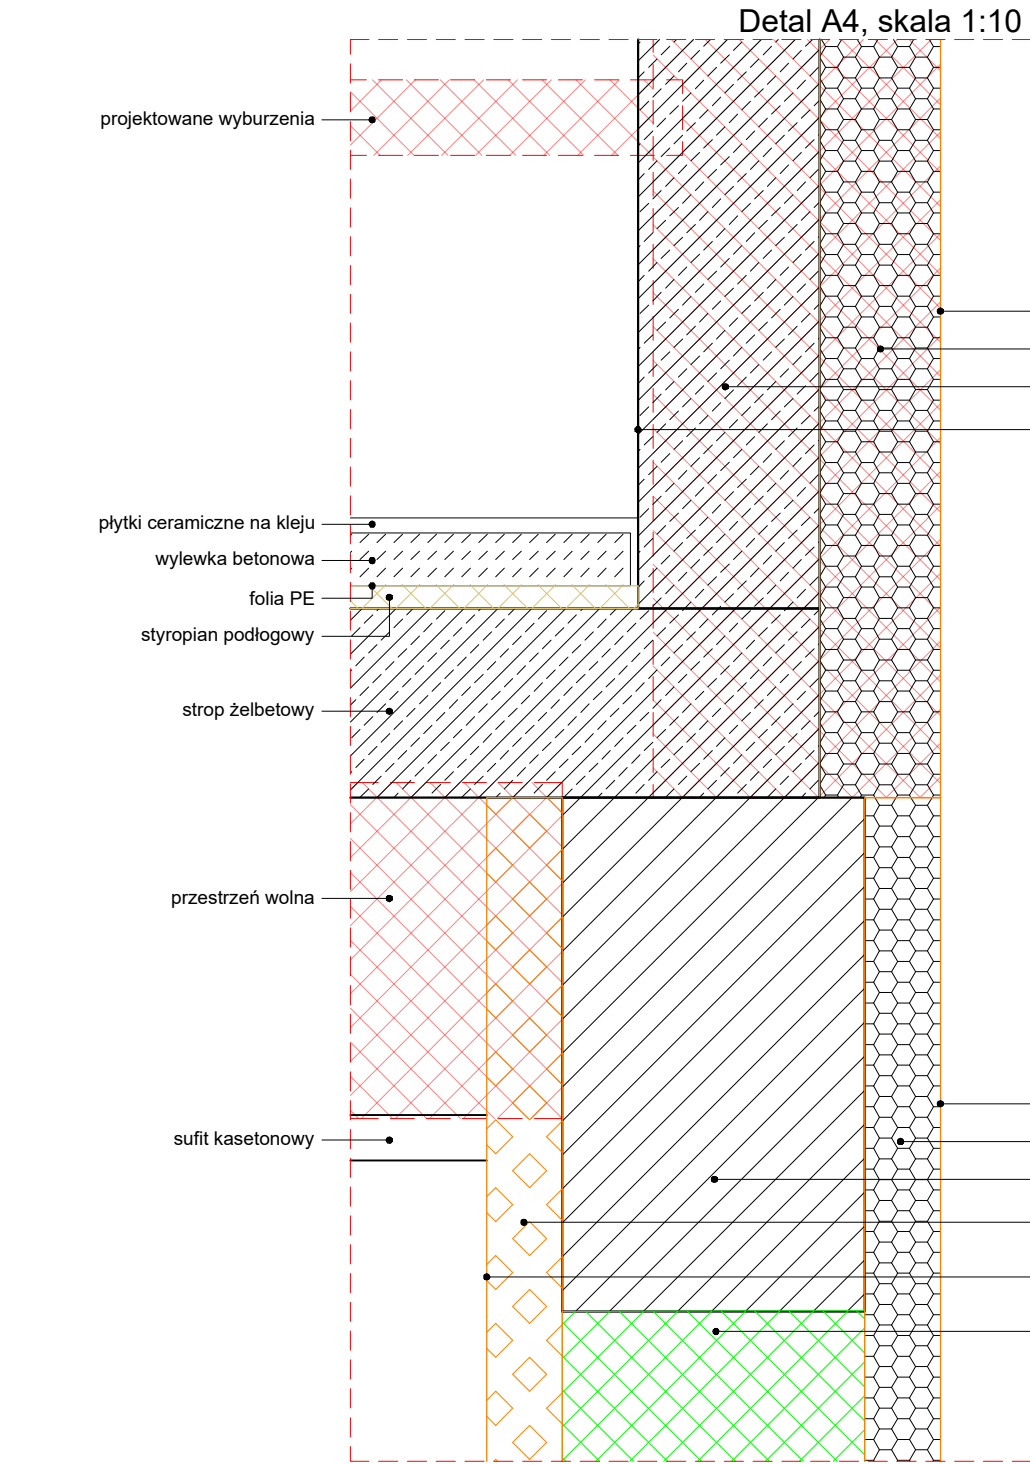 Detal A4, skala 1:10
projektowane wyburzenia
płytki ceramiczne na kleju
wylewka betonowa
folia PE
styropian podłogowy
strop żelbetowy
przestrzeń wolna
sufit kasetonowy